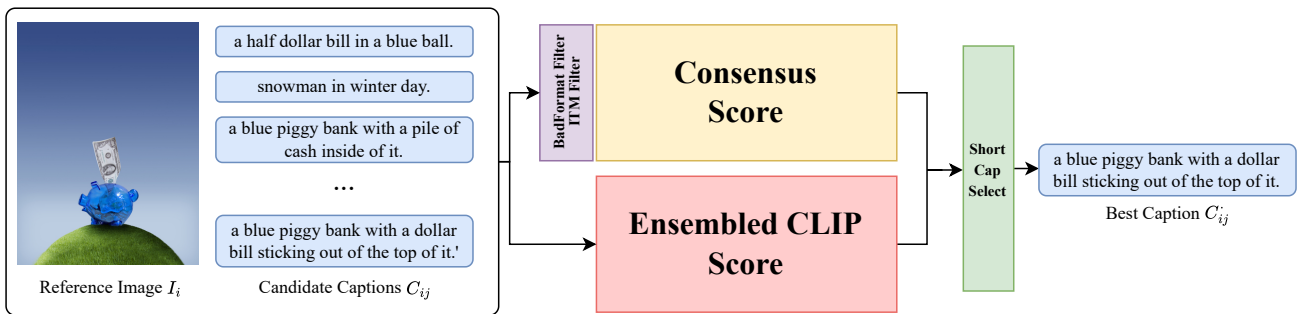 a half dollar bill in a blue ball.
snowman in winter day.
a blue piggy bank with a pile of
cash inside of it.
...
a blue piggy bank with a dollar
bill sticking out of the top of it.'
Reference Image I_i
Candidate Captions C_ij
BadFormat Filter
ITM Filter
Consensus
Score
Ensembled CLIP
Score
Short
Cap
Select
a blue piggy bank with a dollar
bill sticking out of the top of it.
Best Caption C_ij^.